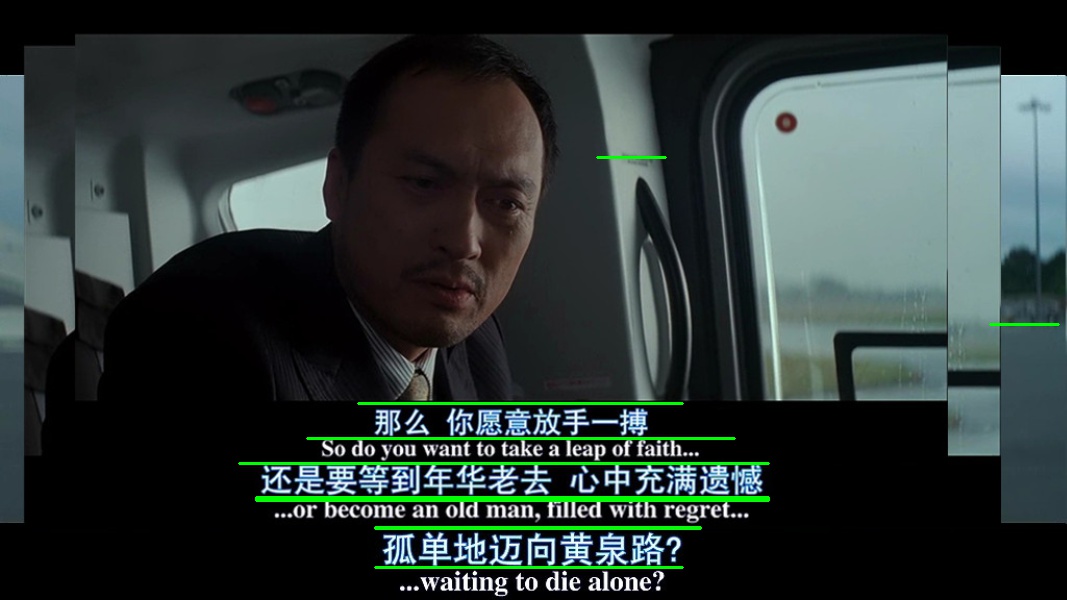 那么 你愿意放手一搏
So do you want to take a leap of faith...
还是要等到年华老去 心中充满遗憾
...or become an old man, filled with regret...
孤单地迈向黄泉路?
...waiting to die alone?